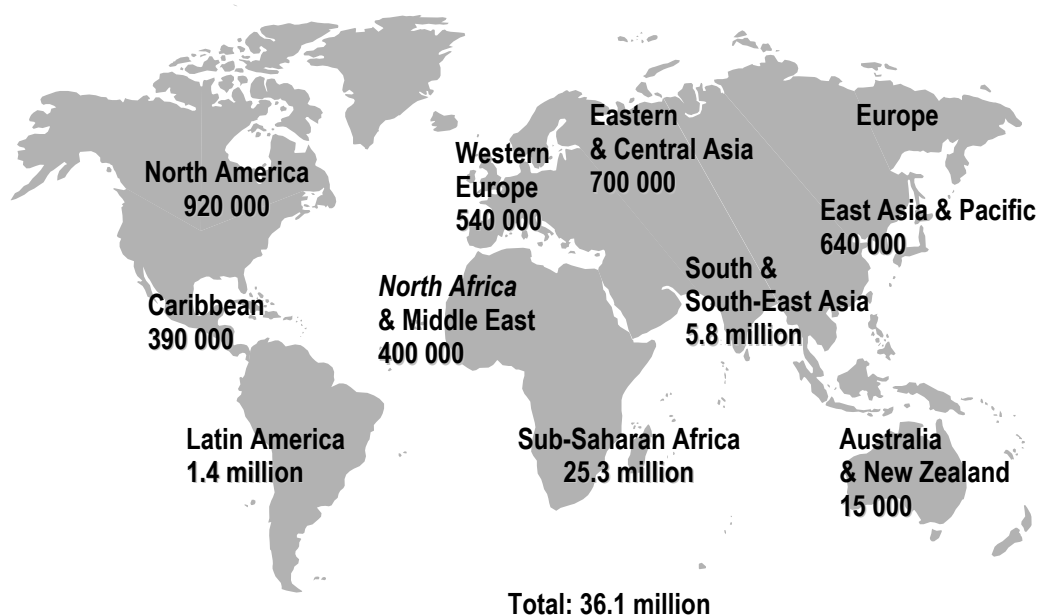 Eastern
& Central Asia
700 000
Europe
Western
Europe
540 000
North America
920 000
East Asia & Pacific
640 000
South &
South-East Asia
5.8 million
North Africa
& Middle East
400 000
Caribbean
390 000
Latin America
1.4 million
Sub-Saharan Africa
25.3 million
Australia
& New Zealand
15 000
Total: 36.1 million